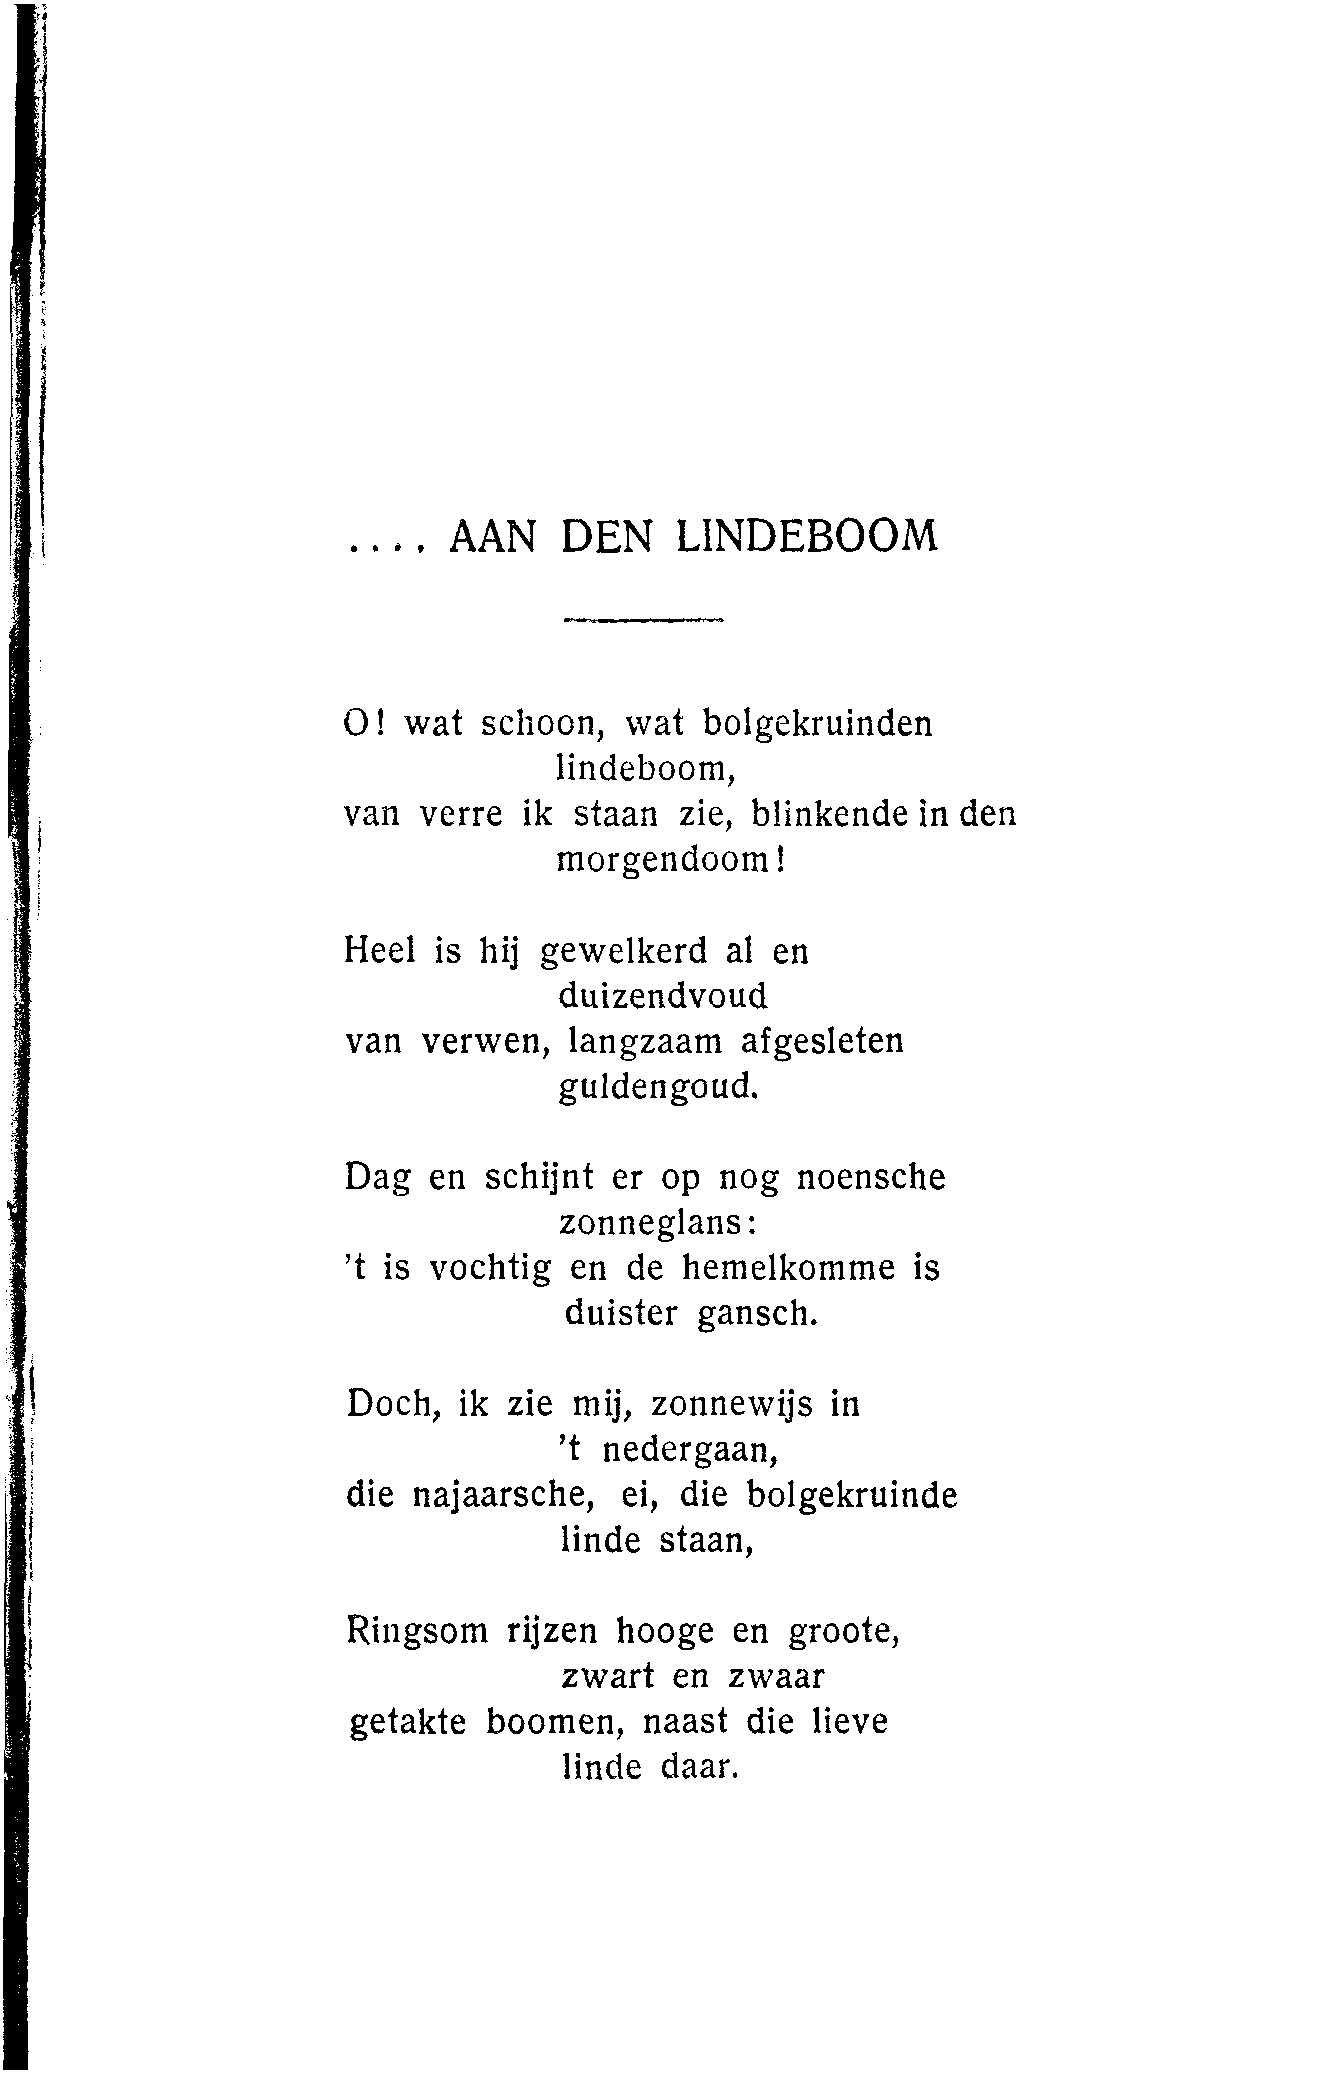 .... AAN DEN LINDEBOOM
O! wat schoon, wat bolgekruinden
lindeboom,
van verre ik staan zie, blinkende in den
morgendoom!
Heel is hij gewelkerd al en
duizendvoud
van verwen, langzaam afgesleten
guldengoud.
Dag en schijnt er op nog noensche
zonneglans:
't is vochtig en de hemelkomme is
duister gansch.
Doch, ik zie mij, zonnewijs in
't nedergaan,
die najaarsche, ei, die bolgekruinde
linde staan,
Ringsom rijzen hooge en groote,
zwart en zwaar
getakte boomen, naast die lieve
linde daar.